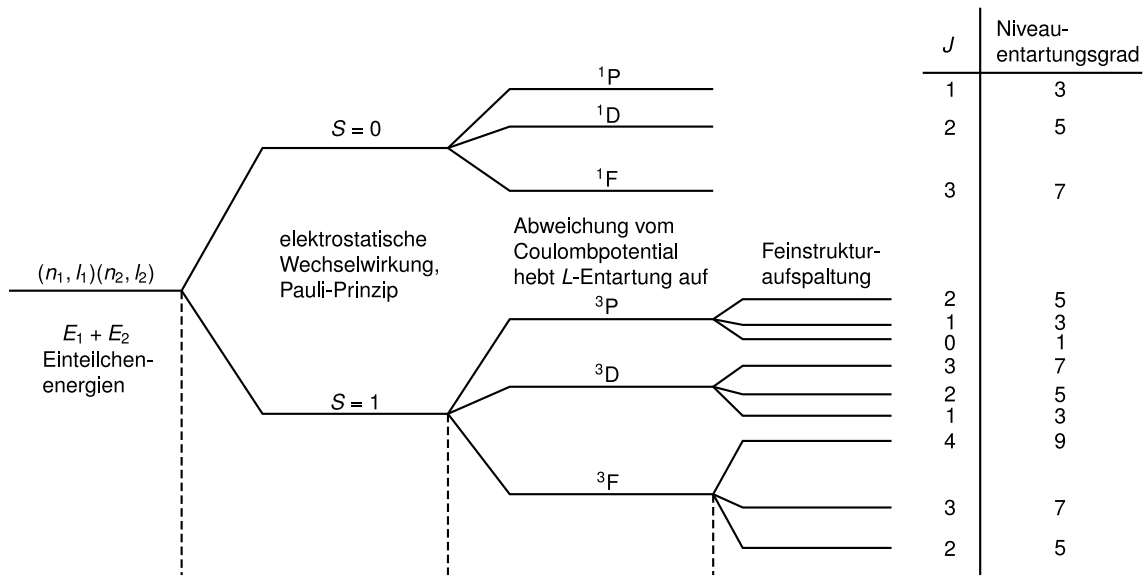 J
Niveau-
entartungsgrad
¹P
1 3
¹D
S = 0
2 5
¹F
3 7
elektrostatische
Wechselwirkung,
Pauli-Prinzip
Abweichung vom
Coulombpotential
hebt L-Entartung auf
Feinstruktur-
aufspaltung
(n₁, l₁)(n₂, l₂)
E₁ + E₂
Einteilchen-
energien
³P
2 5
1 3
0 1
³D
3 7
2 5
1 3
S = 1
4 9
³F
3 7
2 5